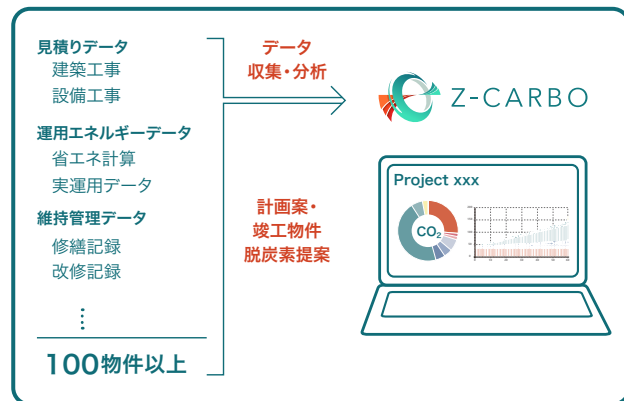 見積りデータ
建築工事
設備工事
運用エネルギーデータ
省エネ計算
実運用データ
維持管理データ
修繕記録
改修記録
⋮
100物件以上
データ
収集・分析
計画案・
竣工物件
脱炭素提案
Z-CARBO
Project xxx
CO₂